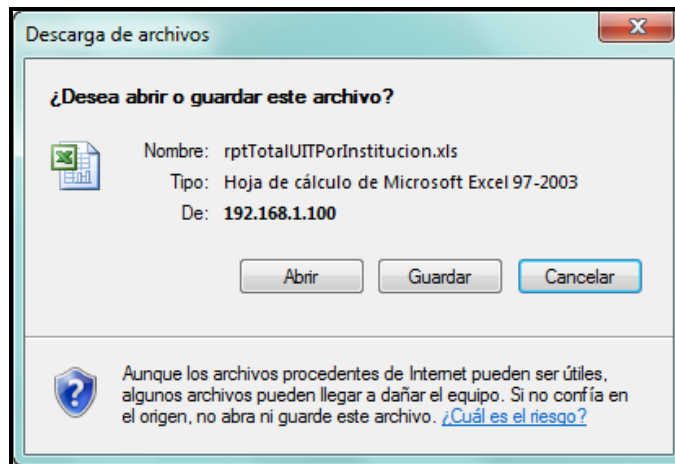 Descarga de archivos
¿Desea abrir o guardar este archivo?
Nombre: rptTotalUITPorInstitucion.xls
Tipo: Hoja de cálculo de Microsoft Excel 97-2003
De: 192.168.1.100
Abrir Guardar Cancelar
Aunque los archivos procedentes de Internet pueden ser útiles,
algunos archivos pueden llegar a dañar el equipo. Si no confía en
el origen, no abra ni guarde este archivo. ¿Cuál es el riesgo?